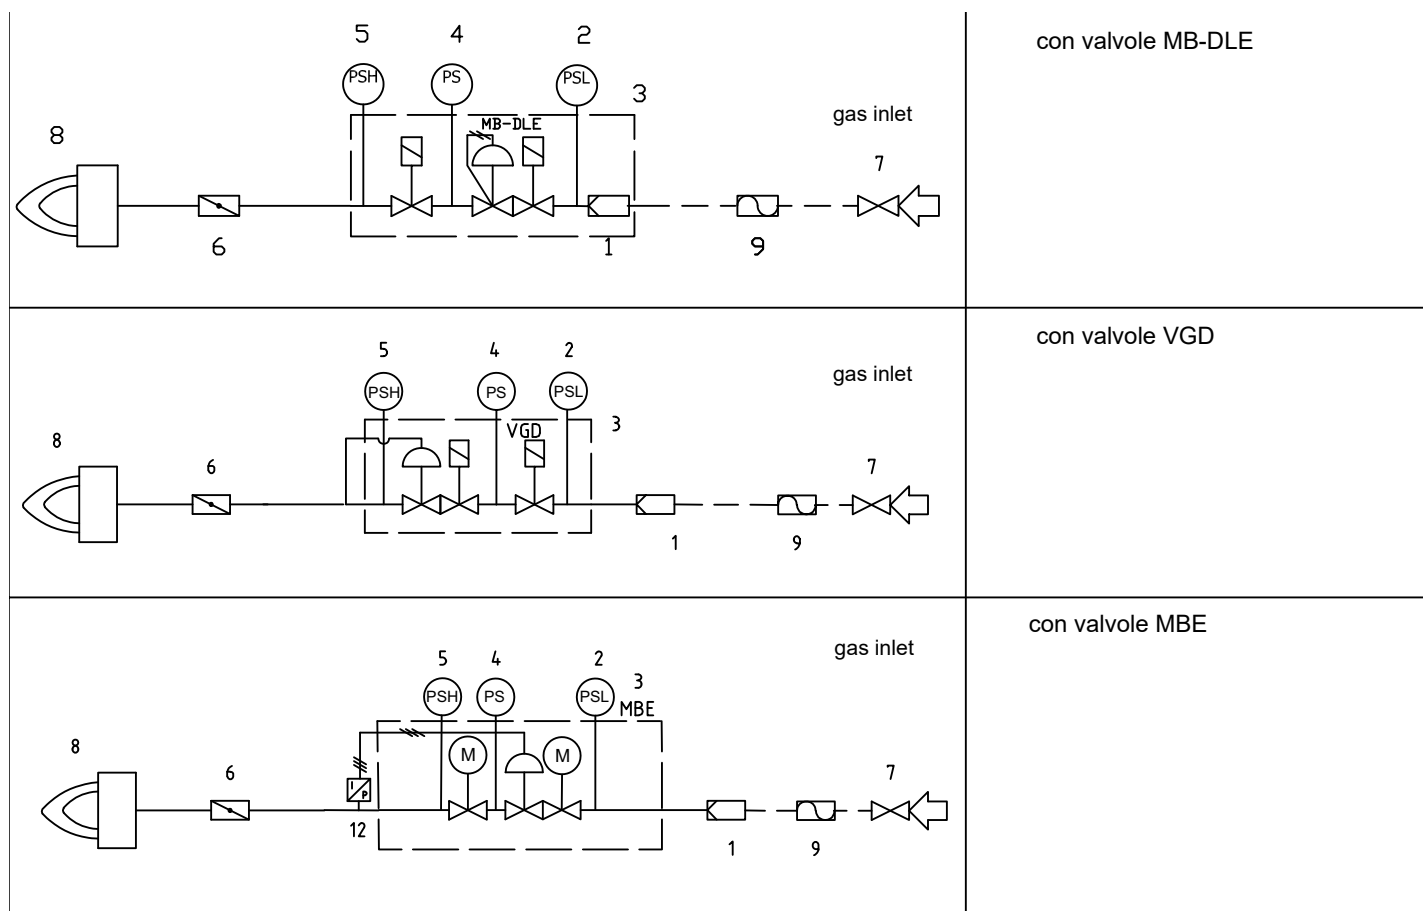 5 4 2
con valvole MB-DLE
PSH PS PSL
3
gas inlet
MB-DLE
8
7
6 1 9
con valvole VGD
5 4 2
gas inlet
PSH PS PSL
VGD
3
8
6
7
1 9
con valvole MBE
gas inlet
5 4 2
3
PSH PS PSL
MBE
8
M M
6
7
I
P
12
1 9